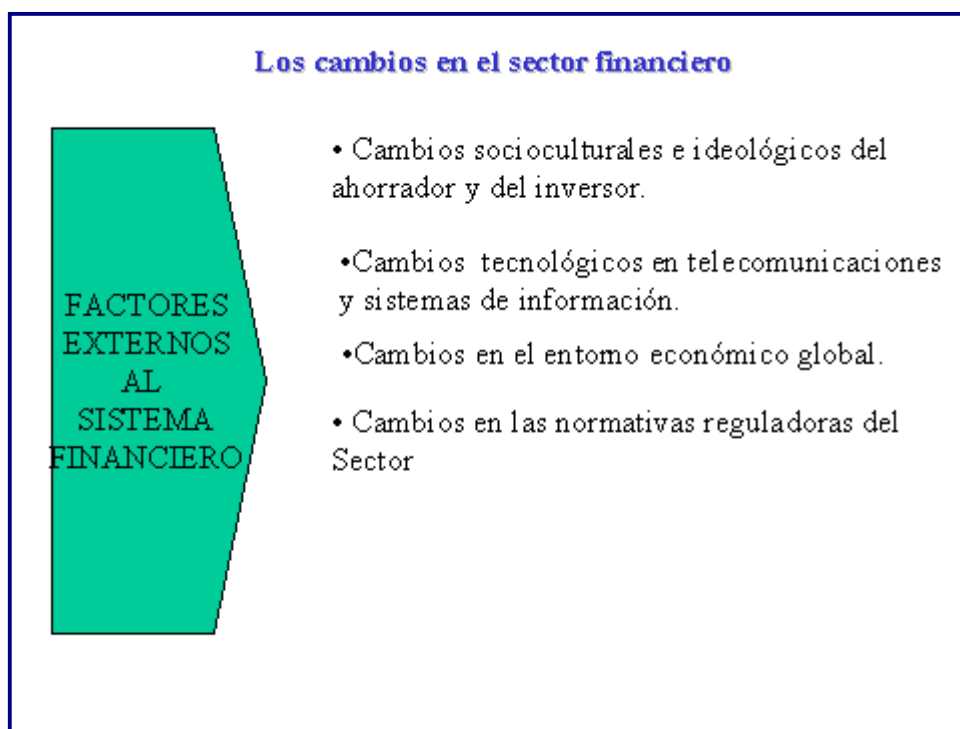 Los cambios en el sector financiero
FACTORES
EXTERNOS
AL
SISTEMA
FINANCIERO
• Cambios socioculturales e ideológicos del
ahorrador y del inversor.
•Cambios tecnológicos en telecomunicaciones
y sistemas de información.
•Cambios en el entorno económico global.
• Cambios en las normativas reguladoras del
Sector